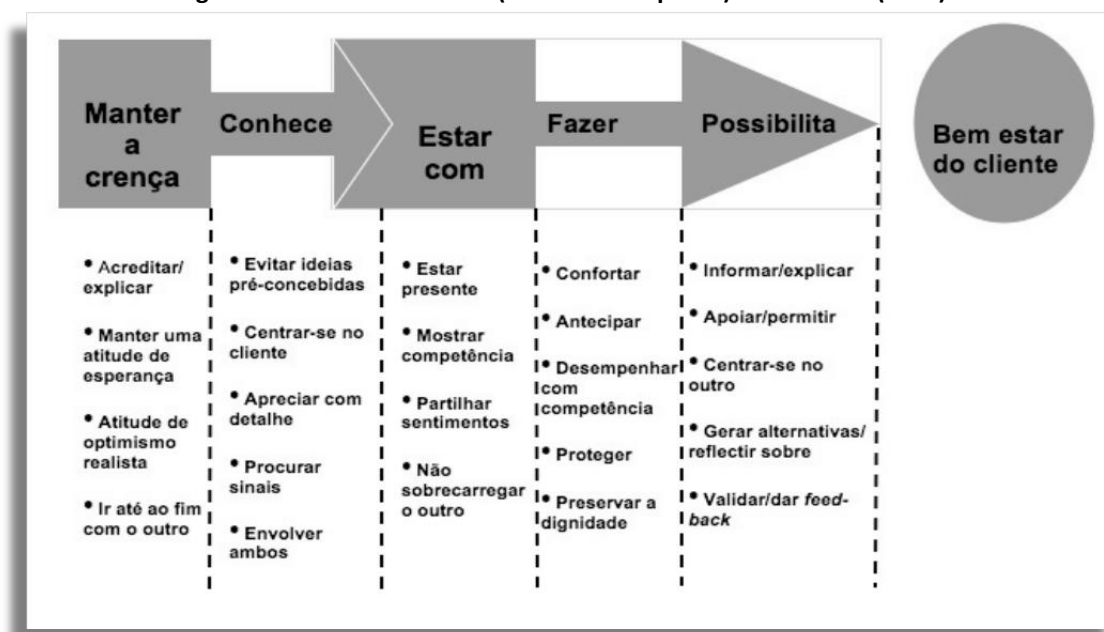 Manter
a
crença
Conhece
Estar
com
Fazer
Possibilita
Bem estar
do cliente
• Acreditar/
explicar
• Manter uma
atitude de
esperança
• Atitude de
optimismo
realista
• Ir até ao fim
com o outro
• Evitar ideias
pré-concebidas
• Centrar-se no
cliente
• Apreciar com
detalhe
• Procurar
sinais
• Envolver
ambos
• Estar
presente
• Mostrar
competência
• Partilhar
sentimentos
• Não
sobrecarregar
o outro
• Confortar
• Antecipar
• Desempenhar
com
competência
• Proteger
• Preservar a
dignidade
• Informar/explicar
• Apoiar/permitir
• Centrar-se no
outro
• Gerar alternativas/
reflectir sobre
• Validar/dar feed-
back